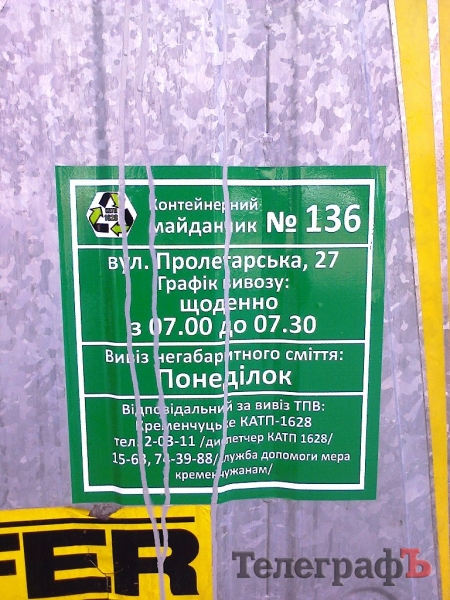 Контейнерний
майданчик № 136
вул. Пролетарська, 27
Графік вивозу:
щоденно
з 07.00 до 07.30
Вивіз негабаритного сміття:
Понеділок
Відповідальний за вивіз ТПВ:
Кременчуцьке КАТП-1628
тел: 2-03-11 /диспетчер КАТП 1628/
15-63, 74-39-88/служба допомоги мера
кременчужанам/
FER
ТелеграфЪ